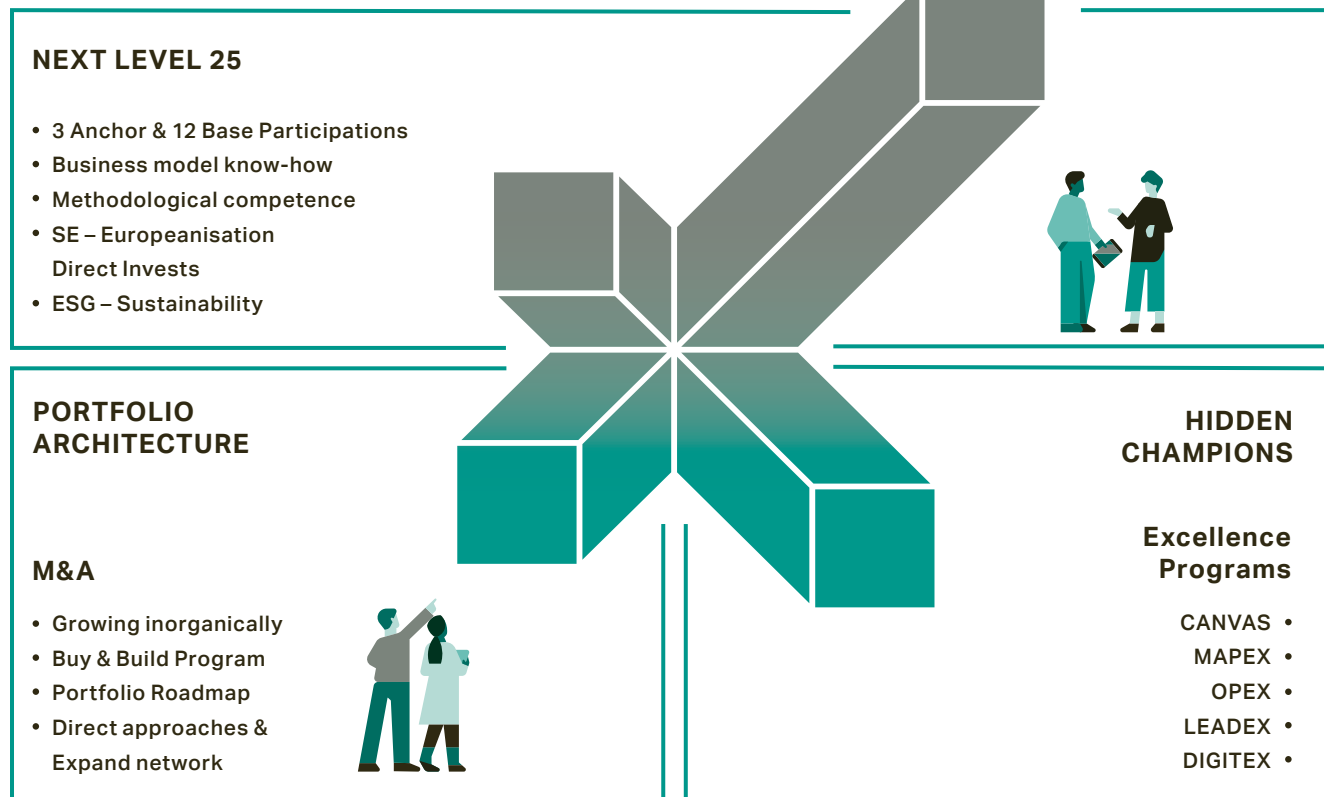 NEXT LEVEL 25
• 3 Anchor & 12 Base Participations
• Business model know-how
• Methodological competence
• SE – Europeanisation
Direct Invests
• ESG – Sustainability
PORTFOLIO
ARCHITECTURE
M&A
• Growing inorganically
• Buy & Build Program
• Portfolio Roadmap
• Direct approaches &
Expand network
HIDDEN
CHAMPIONS
Excellence
Programs
CANVAS •
MAPEX •
OPEX •
LEADEX •
DIGITEX •